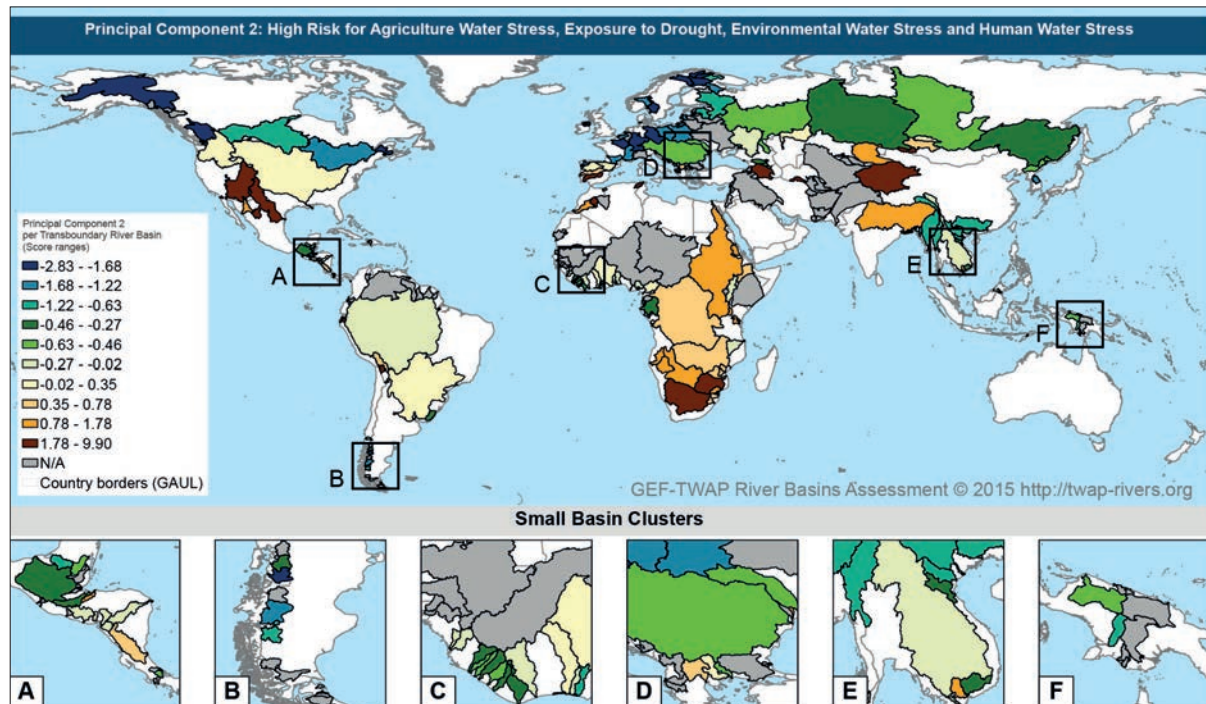 Principal Component 2: High Risk for Agriculture Water Stress, Exposure to Drought, Environmental Water Stress and Human Water Stress
Principal Component 2
per Transboundary River Basin
(Score ranges)
-2.83 - -1.68
-1.68 - -1.22
-1.22 - -0.63
-0.46 - -0.27
-0.63 - -0.46
-0.27 - -0.02
-0.02 - 0.35
0.35 - 0.78
0.78 - 1.78
1.78 - 9.90
N/A
Country borders (GAUL)
A
B
C
D
E
F
GEF-TWAP River Basins Assessment © 2015 http://twap-rivers.org
Small Basin Clusters
A
B
C
D
E
F